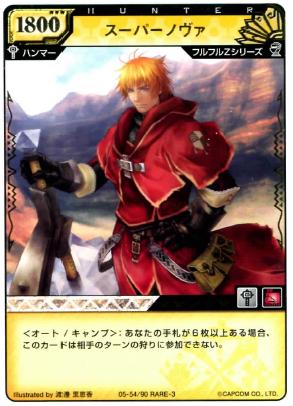 HUNTER
1800
スーパーノヴァ
ハンマー
フルフルZシリーズ
<オート / キャンプ>：あなたの手札が６枚以上ある場合、
このカードは相手のターンの狩りに参加できない。
Illustrated by 渡邊 里恵香
05-54/90 RARE-3
©CAPCOM CO., LTD.